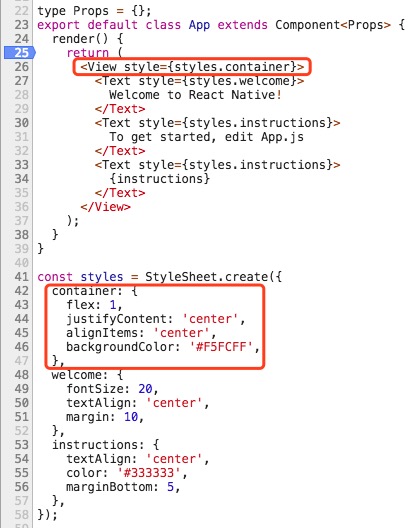 22 type Props = {};
23 export default class App extends Component<Props> {
24   render() {
25     return (
26       <View style={styles.container}>
27         <Text style={styles.welcome}>
28           Welcome to React Native!
29         </Text>
30         <Text style={styles.instructions}>
31           To get started, edit App.js
32         </Text>
33         <Text style={styles.instructions}>
34           {instructions}
35         </Text>
36       </View>
37     );
38   }
39 }
40
41 const styles = StyleSheet.create({
42   container: {
43     flex: 1,
44     justifyContent: 'center',
45     alignItems: 'center',
46     backgroundColor: '#F5FCFF',
47   },
48   welcome: {
49     fontSize: 20,
50     textAlign: 'center',
51     margin: 10,
52   },
53   instructions: {
54     textAlign: 'center',
55     color: '#333333',
56     marginBottom: 5,
57   },
58 });
59